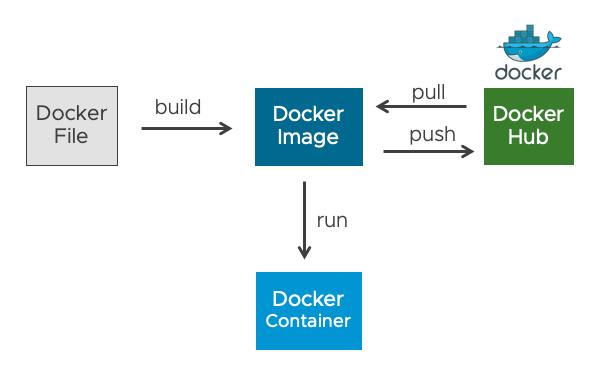 docker
Docker
File
build
Docker
Image
pull
push
Docker
Hub
run
Docker
Container